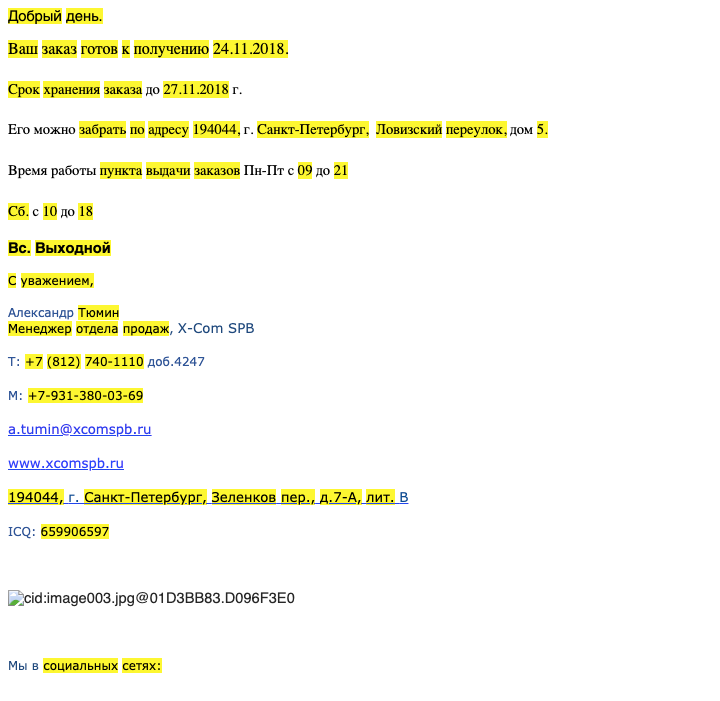 Добрый день.
Ваш заказ готов к получению 24.11.2018.
Срок хранения заказа до 27.11.2018 г.
Его можно забрать по адресу 194044, г. Санкт-Петербург, Ловизский переулок, дом 5.
Время работы пункта выдачи заказов Пн-Пт с 09 до 21
Сб. с 10 до 18
Вс. Выходной
С уважением,
Александр Тюмин
Менеджер отдела продаж, X-Com SPB
T: +7 (812) 740-1110 доб.4247
M: +7-931-380-03-69
a.tumin@xcomspb.ru
www.xcomspb.ru
194044, г. Санкт-Петербург, Зеленков пер., д.7-А, лит. В
ICQ: 659906597
cid:image003.jpg@01D3BB83.D096F3E0
Мы в социальных сетях: